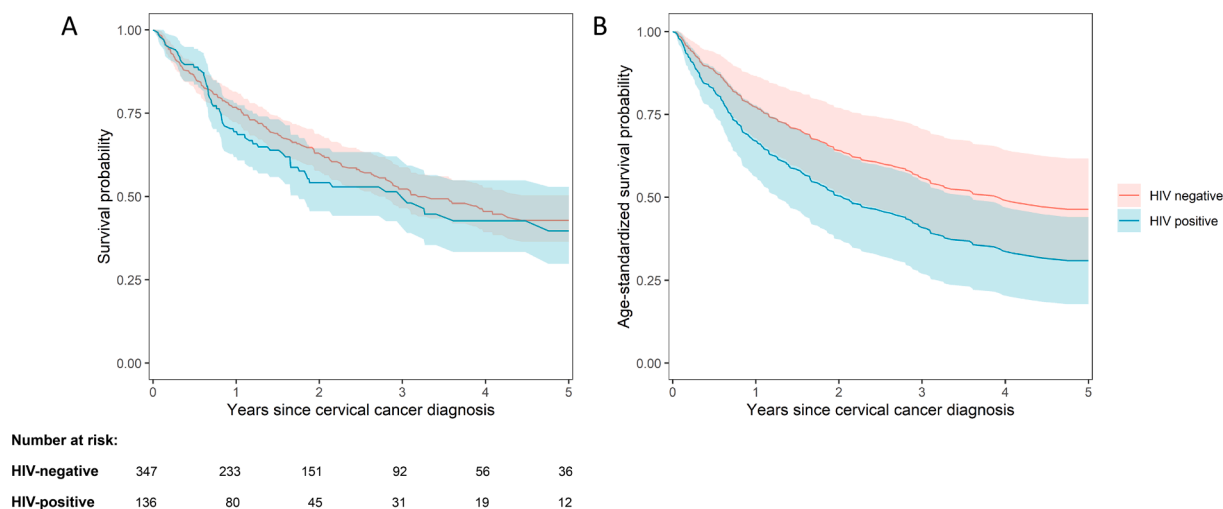 A
1.00
0.75
0.50
0.25
0.00
Survival probability
0 1 2 3 4 5
Years since cervical cancer diagnosis
B
1.00
0.75
0.50
0.25
0.00
Age-standardized survival probability
0 1 2 3 4 5
Years since cervical cancer diagnosis
HIV negative
HIV positive
Number at risk:
HIV-negative 347 233 151 92 56 36
HIV-positive 136 80 45 31 19 12